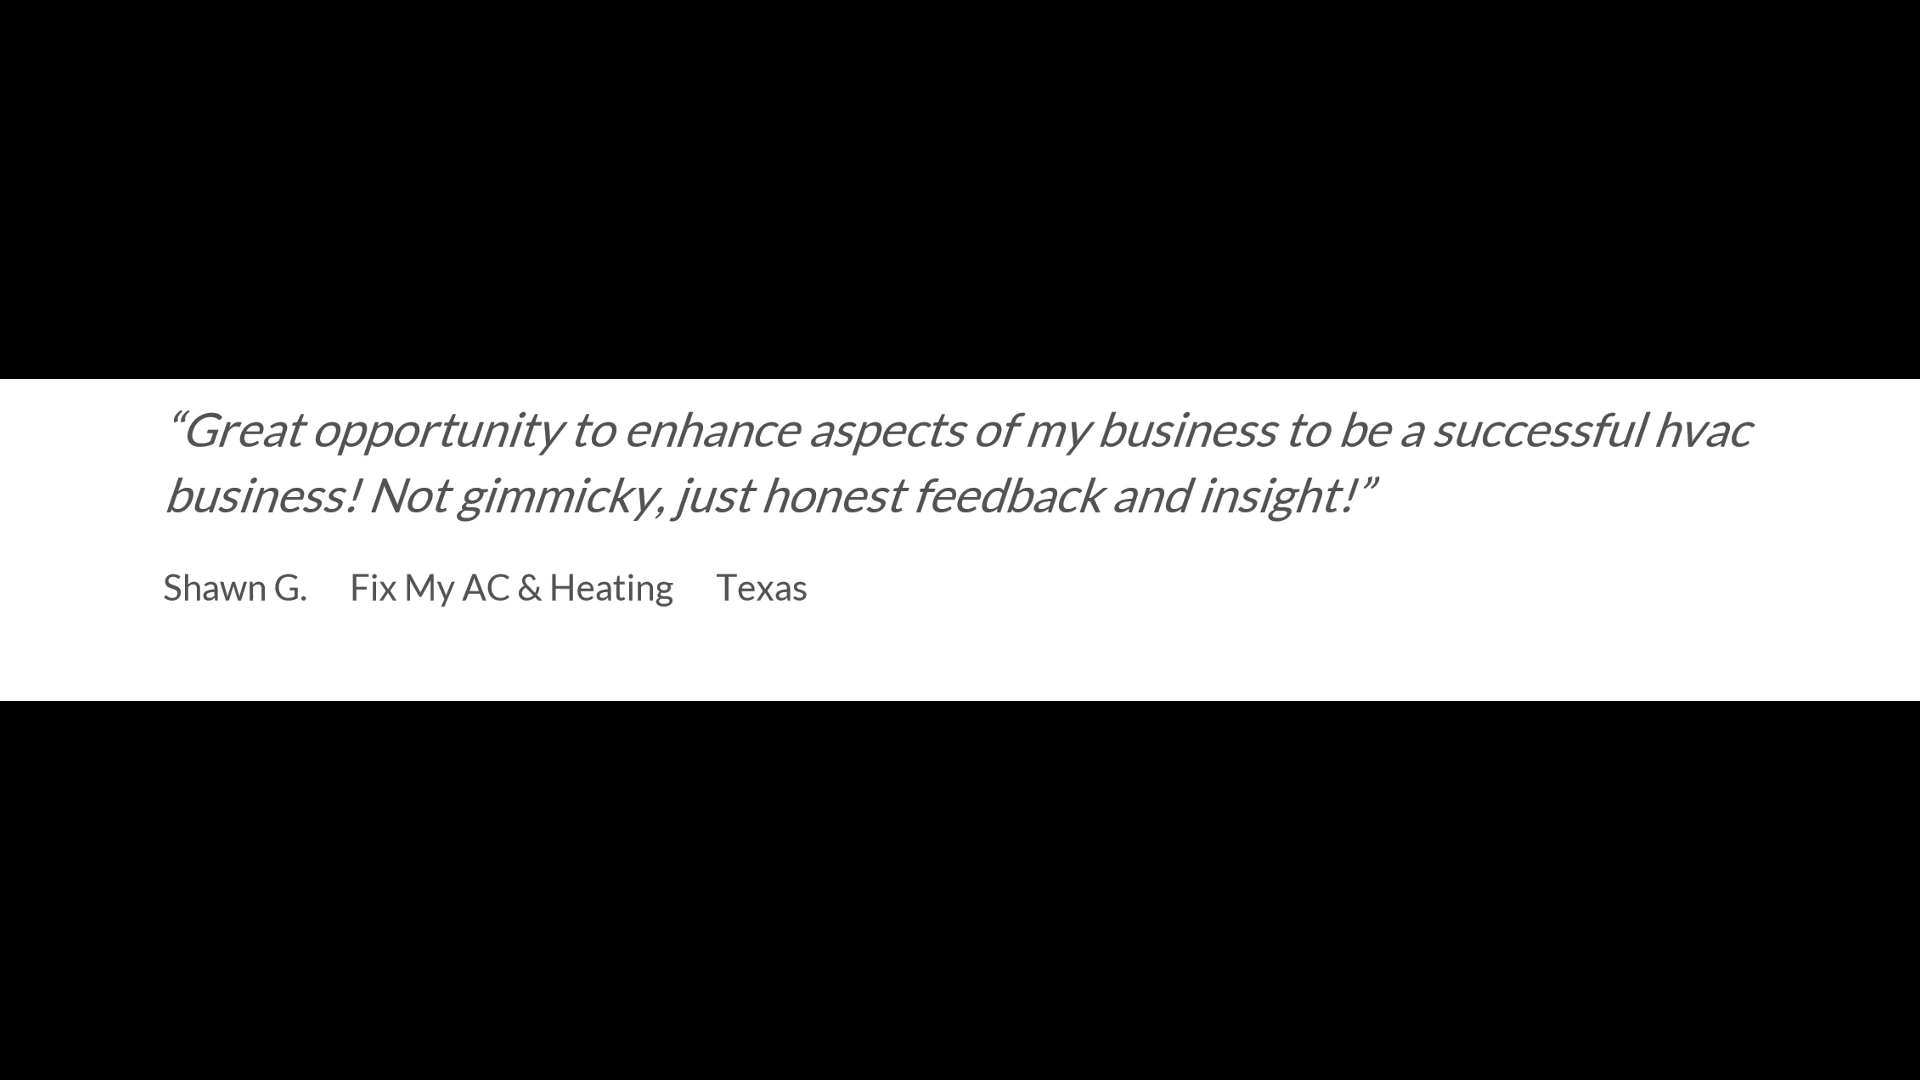 “Great opportunity to enhance aspects of my business to be a successful hvac
business! Not gimmicky, just honest feedback and insight!”
Shawn G. Fix My AC & Heating Texas